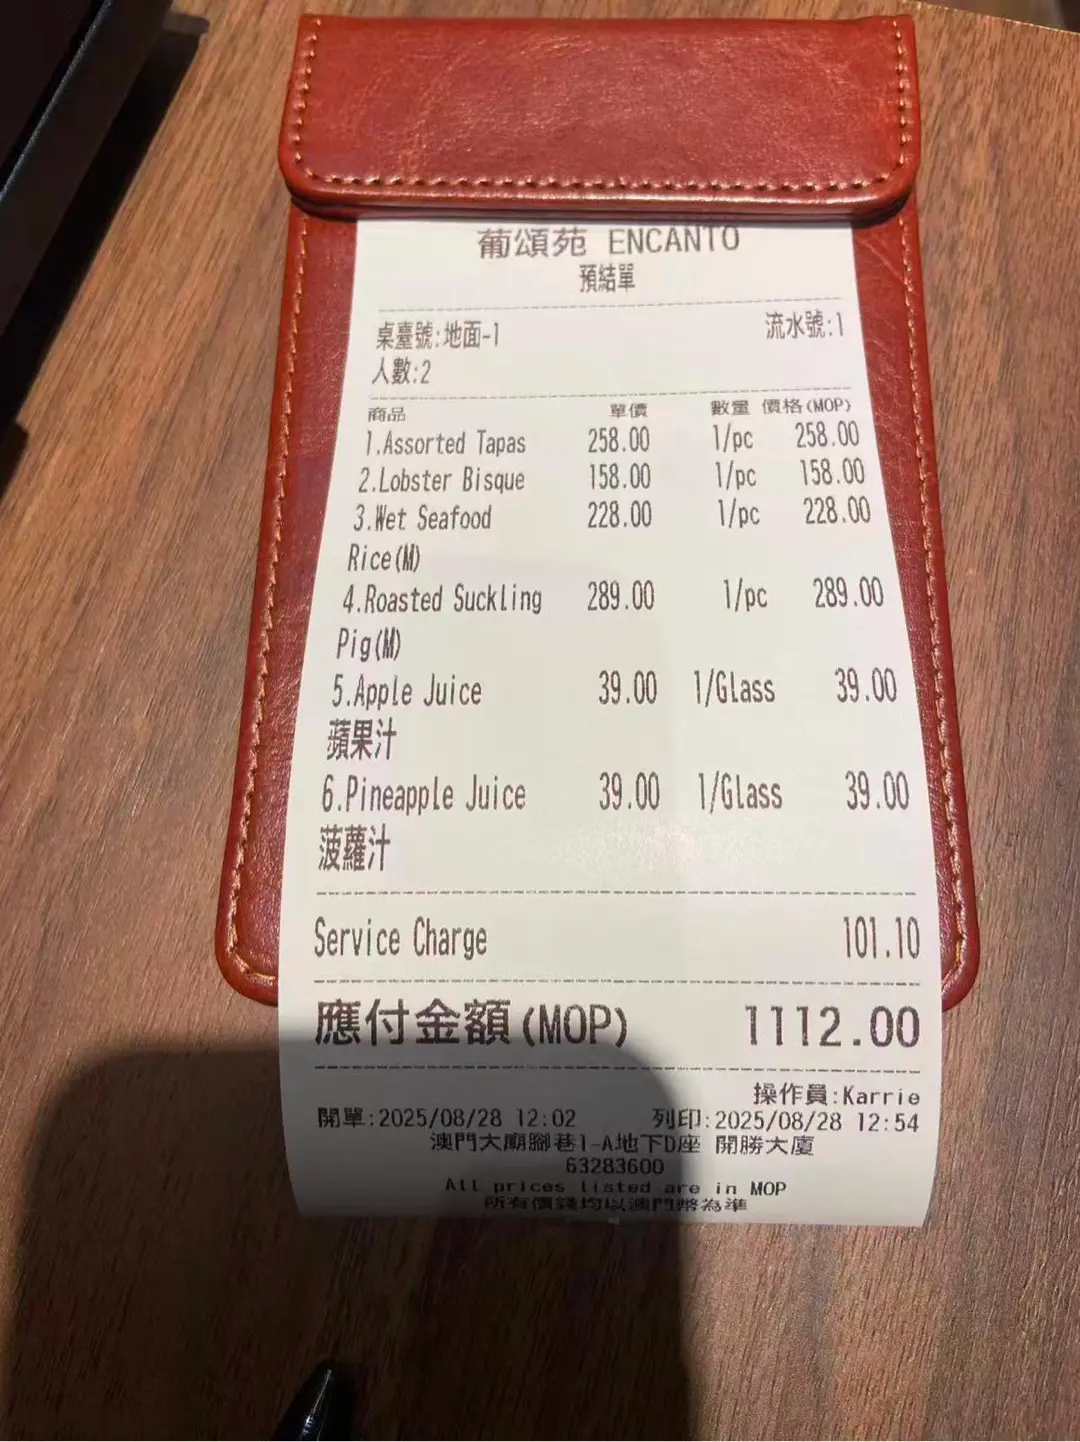 葡頌苑 ENCANTO
預結單
桌臺號:地面-1 流水號:1
人數:2
商品 單價 數量 價格(MOP)
1.Assorted Tapas 258.00 1/pc 258.00
2.Lobster Bisque 158.00 1/pc 158.00
3.Wet Seafood 228.00 1/pc 228.00
Rice(M)
4.Roasted Suckling 289.00 1/pc 289.00
Pig(M)
5.Apple Juice 39.00 1/Glass 39.00
蘋果汁
6.Pineapple Juice 39.00 1/Glass 39.00
菠蘿汁
Service Charge 101.10
應付金額(MOP) 1112.00
操作員:Karrie
開單:2025/08/28 12:02 列印:2025/08/28 12:54
澳門大廟腳巷1-A地下D座 開勝大廈
63283600
All prices listed are in MOP
所有價錢均以澳門幣為準